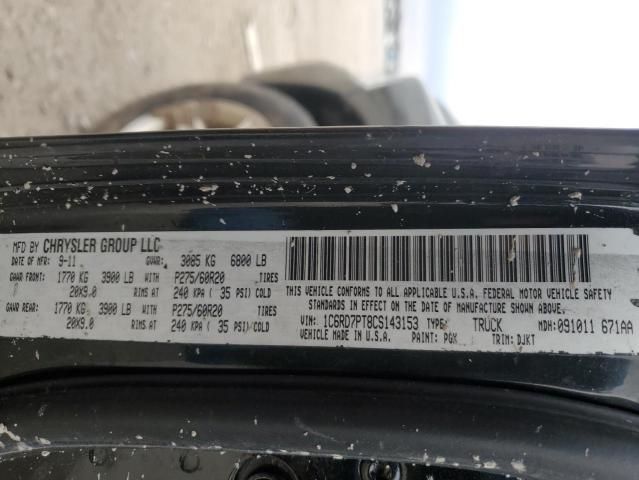 MFD BY CHRYSLER GROUP LLC
DATE OF MFR: 9-11 GVWR: 3085 KG 6800 LB
GAWR FRONT: 1770 KG 3900 LB WITH P275/60R20 TIRES
20X9.0 RIMS AT 240 KPA ( 35 PSI) COLD
GAWR REAR: 1770 KG 3900 LB WITH P275/60R20 TIRES
20X9.0 RIMS AT 240 KPA ( 35 PSI) COLD
THIS VEHICLE CONFORMS TO ALL APPLICABLE U.S.A. FEDERAL MOTOR VEHICLE SAFETY
STANDARDS IN EFFECT ON THE DATE OF MANUFACTURE SHOWN ABOVE.
VIN: 1C6RD7PT8CS143153 TYPE: TRUCK MDH: 091011 671AA
VEHICLE MADE IN U.S.A. PAINT: PGX TRIM: DJKT